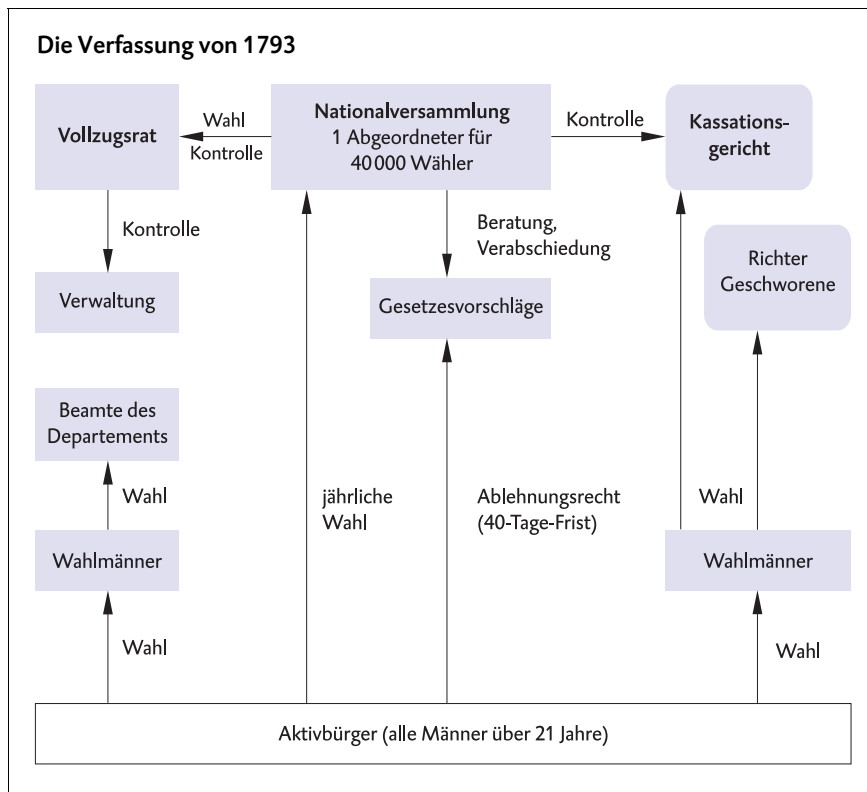 Die Verfassung von 1793
Vollzugsrat
Wahl
Kontrolle
Nationalversammlung
1 Abgeordneter für
40 000 Wähler
Kontrolle
Kassations-
gericht
Kontrolle
Beratung,
Verabschiedung
Verwaltung
Gesetzesvorschläge
Richter
Geschworene
Beamte des
Departements
Wahl
jährliche
Wahl
Ablehnungsrecht
(40-Tage-Frist)
Wahl
Wahlmänner
Wahlmänner
Wahl
Wahl
Aktivbürger (alle Männer über 21 Jahre)